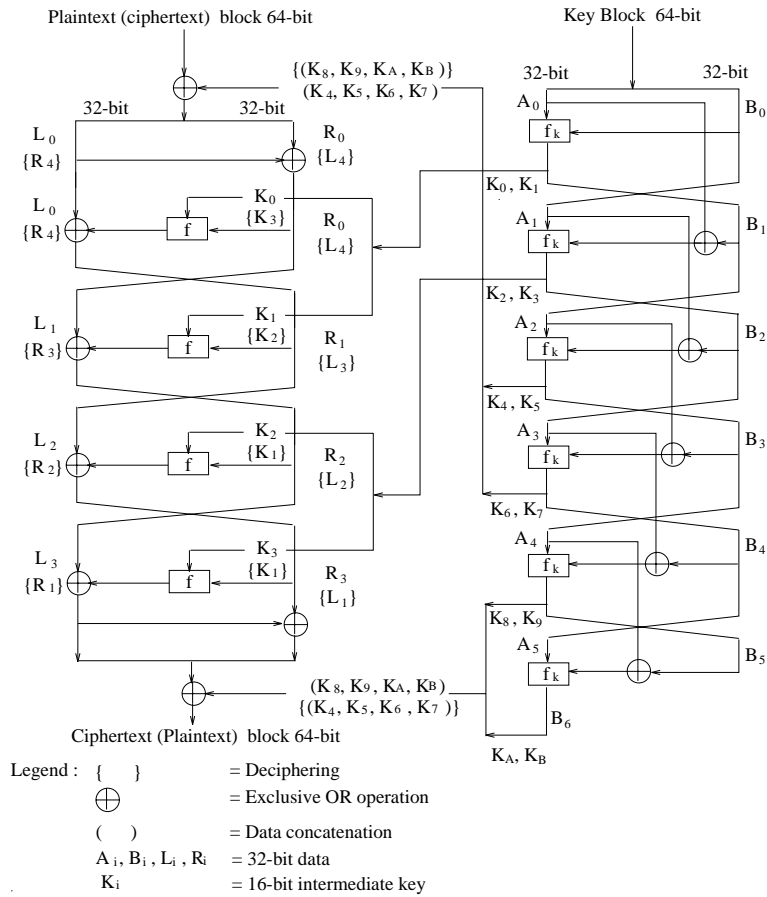 Plaintext (ciphertext) block 64-bit
Key Block 64-bit
{(K8, K9, KA, KB)}
(K4, K5, K6, K7)
32-bit 32-bit
32-bit 32-bit
A0 B0
fk
L0 R0
{R4} {L4}
K0, K1
L0 K0 R0
{R4} f {K3} {L4}
A1 B1
fk
K2, K3
L1 K1 R1
{R3} f {K2} {L3}
A2 B2
fk
K4, K5
L2 K2 R2
{R2} f {K1} {L2}
A3 B3
fk
K6, K7
L3 K3 R3
{R1} f {K1} {L1}
A4 B4
fk
K8, K9
A5 B5
fk
(K8, K9, KA, KB)
{(K4, K5, K6, K7)}
B6
KA, KB
Ciphertext (Plaintext) block 64-bit
Legend : { } = Deciphering
= Exclusive OR operation
( ) = Data concatenation
Ai, Bi, Li, Ri = 32-bit data
Ki = 16-bit intermediate key